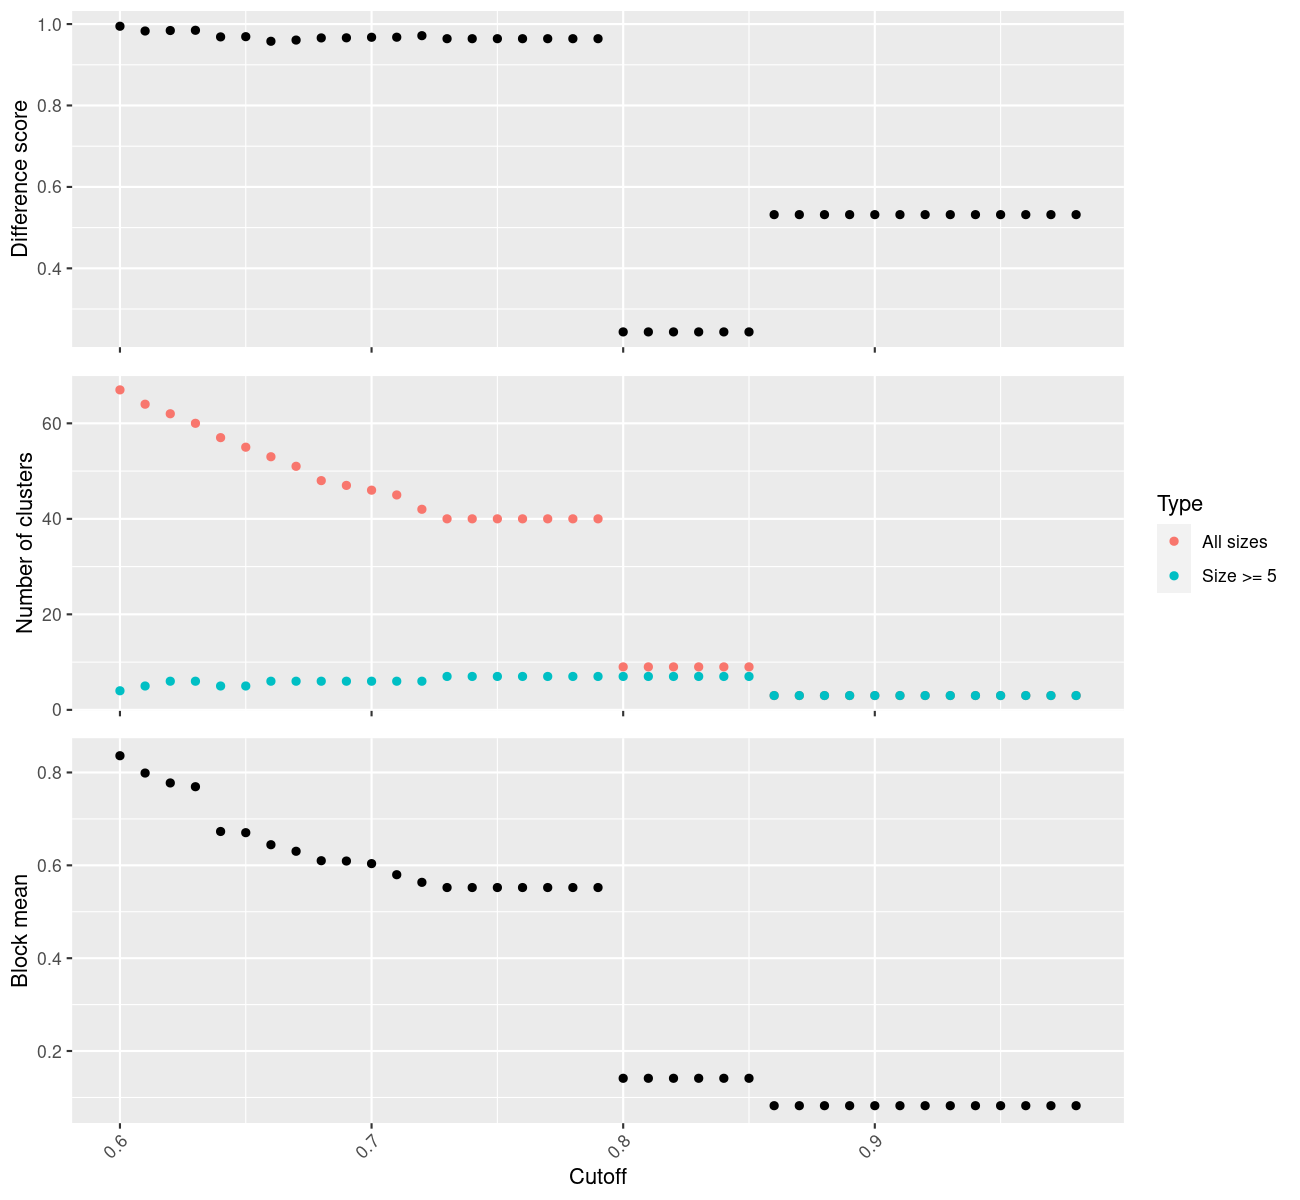 Difference score
1.0
0.8
0.6
0.4
Number of clusters
60
40
20
0
Type
All sizes
Size >= 5
Block mean
0.8
0.6
0.4
0.2
0.6
0.7
0.8
0.9
Cutoff